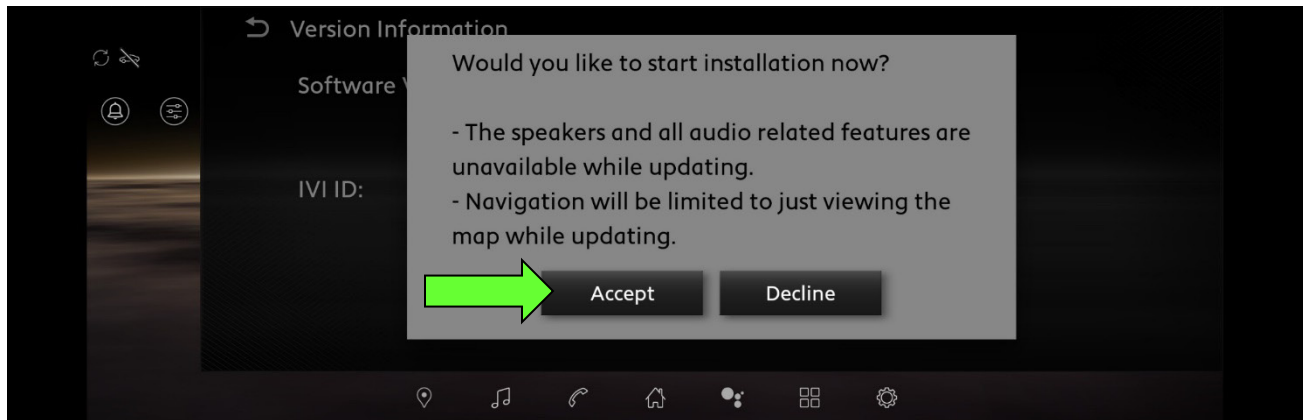 Version Information
Software V
IVI ID:
Would you like to start installation now?
- The speakers and all audio related features are
unavailable while updating.
- Navigation will be limited to just viewing the
map while updating.
Accept
Decline